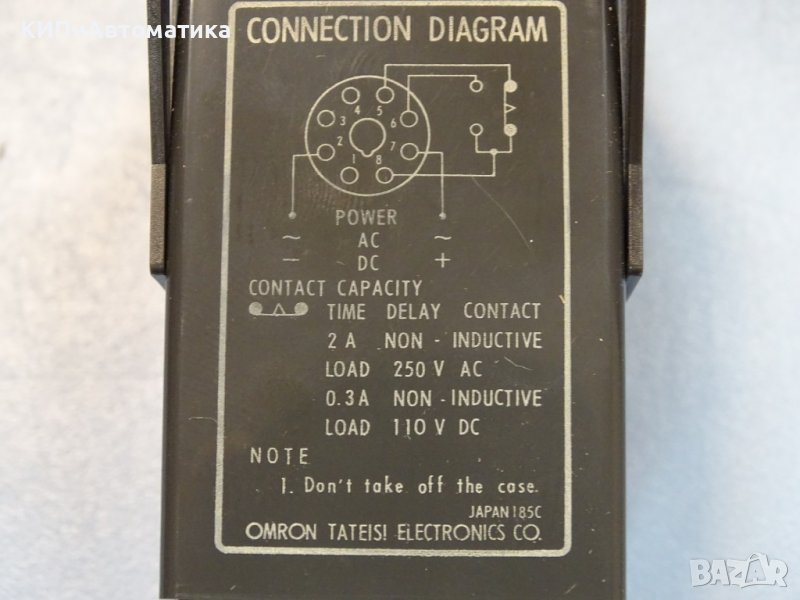 КИПиАвтоматика
CONNECTION DIAGRAM
4 5
3 6
2 7
1 8
POWER
~ AC ~
− DC +
CONTACT CAPACITY
TIME DELAY CONTACT
2 A NON - INDUCTIVE
LOAD 250 V AC
0.3 A NON - INDUCTIVE
LOAD 110 V DC
NOTE
1. Don't take off the case.
JAPAN 185C
OMRON TATEISI ELECTRONICS CO.
BAZAR